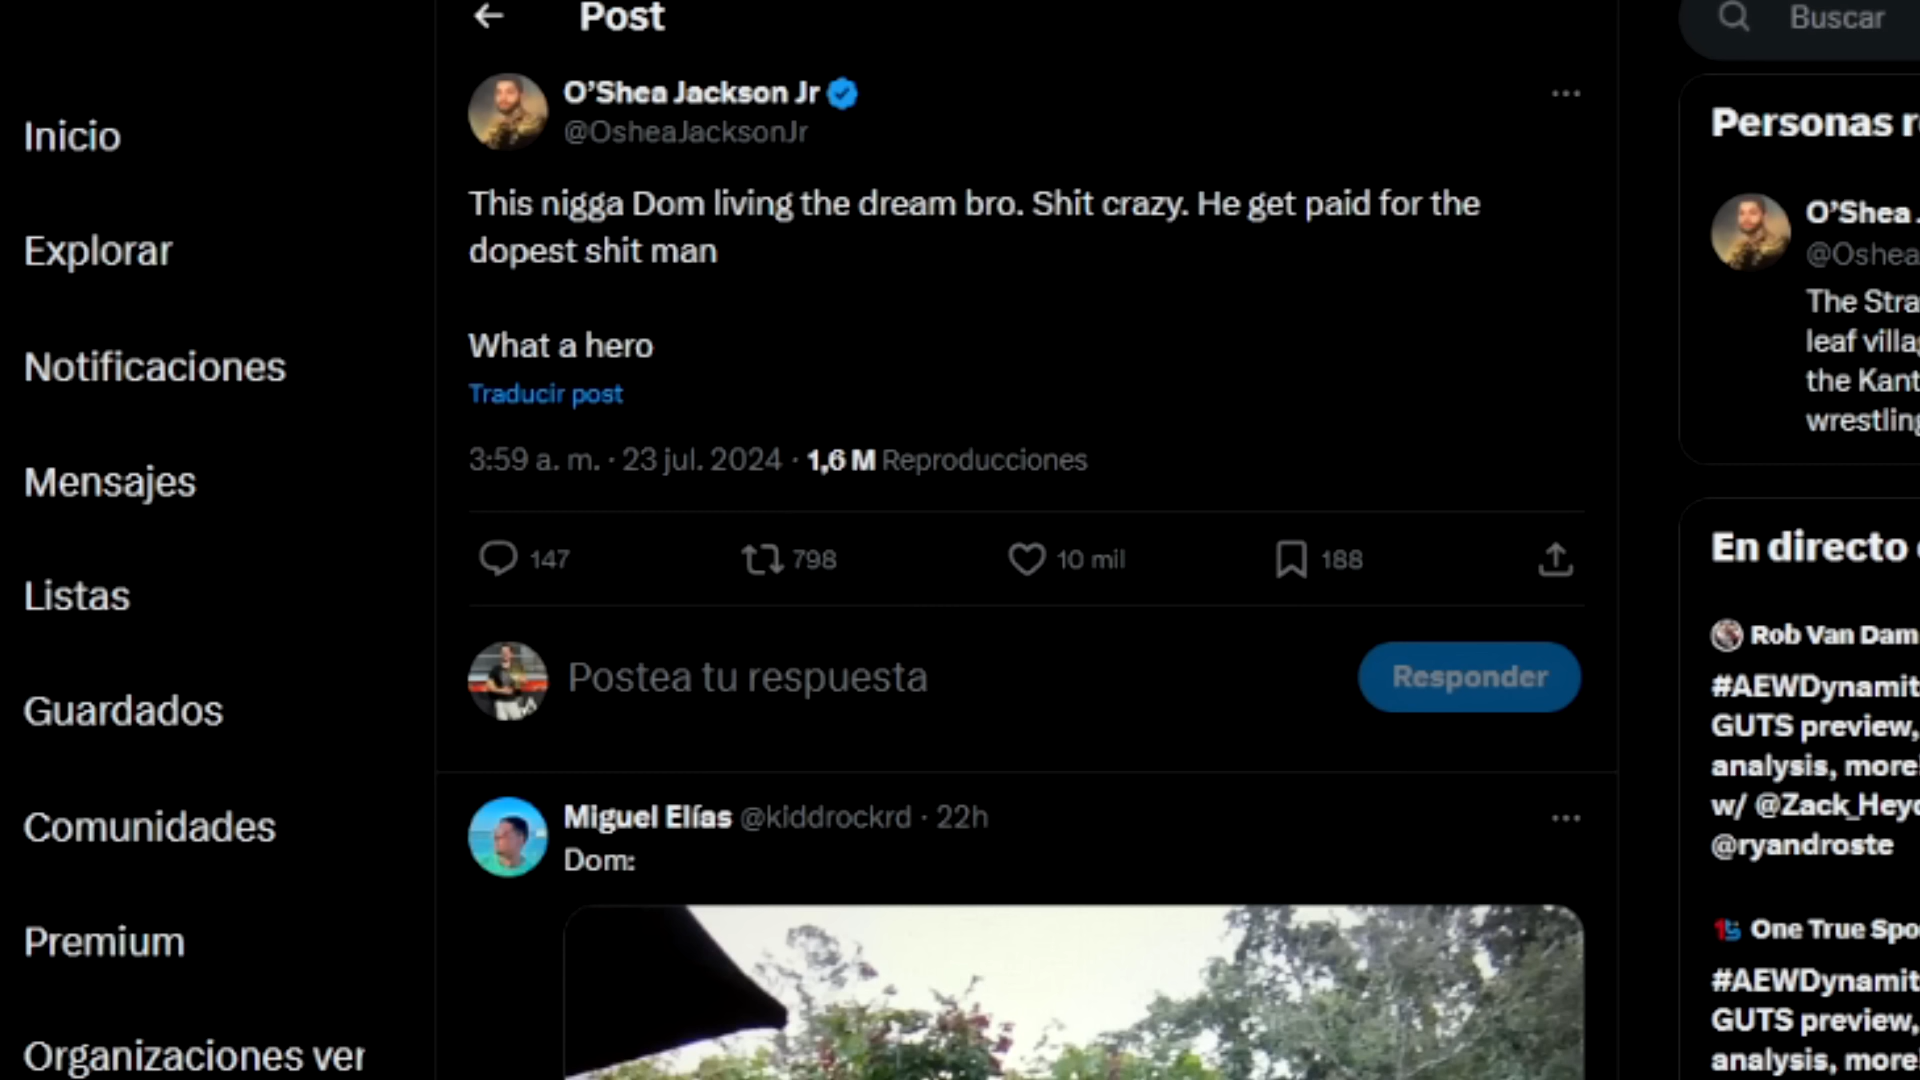 Post
Buscar
O'Shea Jackson Jr
@OsheaJacksonJr
This nigga Dom living the dream bro. Shit crazy. He get paid for the
dopest shit man
What a hero
Traducir post
3:59 a. m. · 23 jul. 2024 · 1,6 M Reproducciones
147
798
10 mil
188
Postea tu respuesta
Responder
Miguel Elías @kiddrockrd · 22h
Dom:
Inicio
Explorar
Notificaciones
Mensajes
Listas
Guardados
Comunidades
Premium
Organizaciones ver
Personas r
O'Shea
@Oshea
The Stra
leaf villa
the Kant
wrestling
En directo
Rob Van Dam
#AEWDynamit
GUTS preview,
analysis, more
w/ @Zack_Heyd
@ryandroste
One True Spo
#AEWDynamit
GUTS preview,
analysis, more